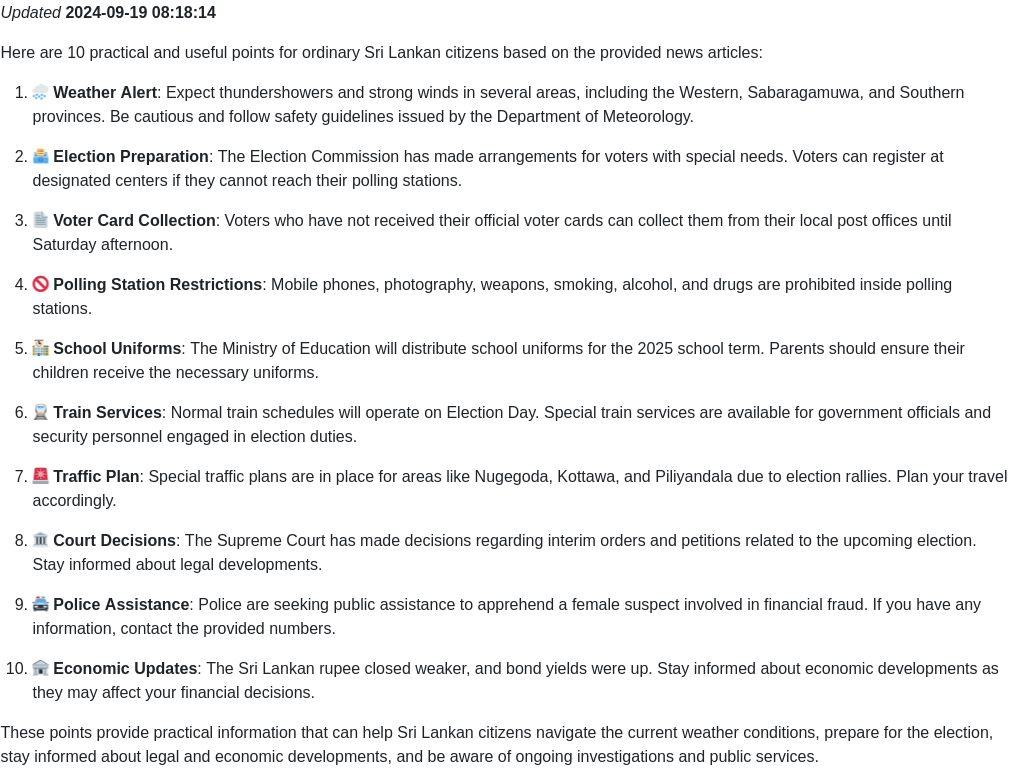 Updated 2024-09-19 08:18:14
Here are 10 practical and useful points for ordinary Sri Lankan citizens based on the provided news articles:
1. 🌧️ Weather Alert: Expect thundershowers and strong winds in several areas, including the Western, Sabaragamuwa, and Southern
provinces. Be cautious and follow safety guidelines issued by the Department of Meteorology.
2. 🗳️ Election Preparation: The Election Commission has made arrangements for voters with special needs. Voters can register at
designated centers if they cannot reach their polling stations.
3. 📄 Voter Card Collection: Voters who have not received their official voter cards can collect them from their local post offices until
Saturday afternoon.
4. 🚫 Polling Station Restrictions: Mobile phones, photography, weapons, smoking, alcohol, and drugs are prohibited inside polling
stations.
5. 🏫 School Uniforms: The Ministry of Education will distribute school uniforms for the 2025 school term. Parents should ensure their
children receive the necessary uniforms.
6. 🚆 Train Services: Normal train schedules will operate on Election Day. Special train services are available for government officials and
security personnel engaged in election duties.
7. 🚨 Traffic Plan: Special traffic plans are in place for areas like Nugegoda, Kottawa, and Piliyandala due to election rallies. Plan your travel
accordingly.
8. 🏛️ Court Decisions: The Supreme Court has made decisions regarding interim orders and petitions related to the upcoming election.
Stay informed about legal developments.
9. 🚔 Police Assistance: Police are seeking public assistance to apprehend a female suspect involved in financial fraud. If you have any
information, contact the provided numbers.
10. 🏚️ Economic Updates: The Sri Lankan rupee closed weaker, and bond yields were up. Stay informed about economic developments as
they may affect your financial decisions.
These points provide practical information that can help Sri Lankan citizens navigate the current weather conditions, prepare for the election,
stay informed about legal and economic developments, and be aware of ongoing investigations and public services.